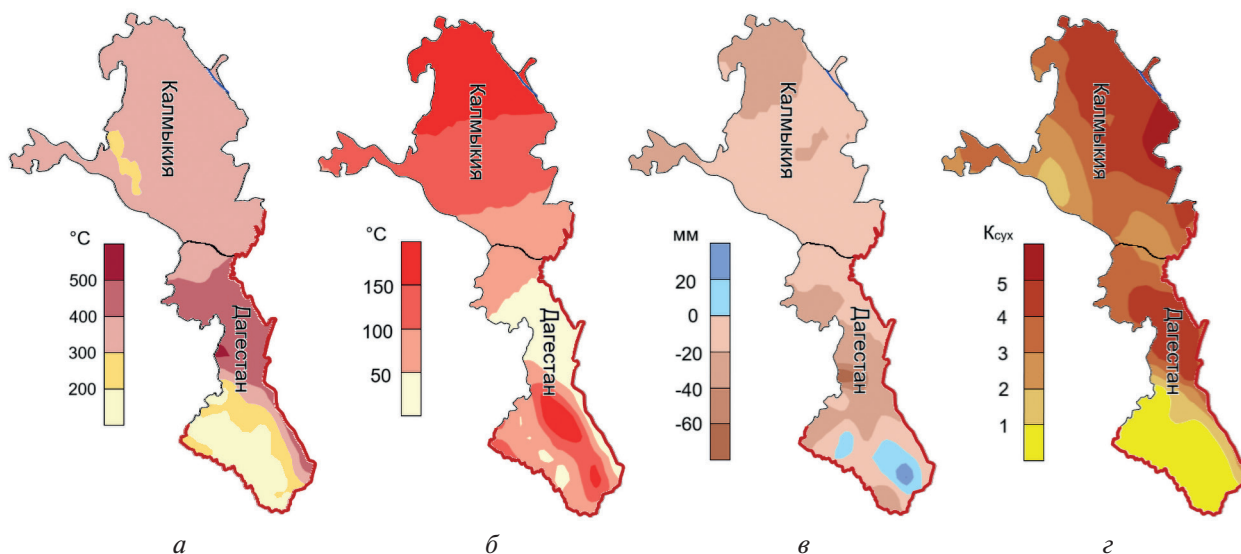 Калмыкия
Дагестан
°C
500
400
300
200
а
Калмыкия
Дагестан
°C
150
100
50
б
Калмыкия
Дагестан
мм
20
0
-20
-40
-60
в
Калмыкия
Дагестан
Ксух
5
4
3
2
1
г